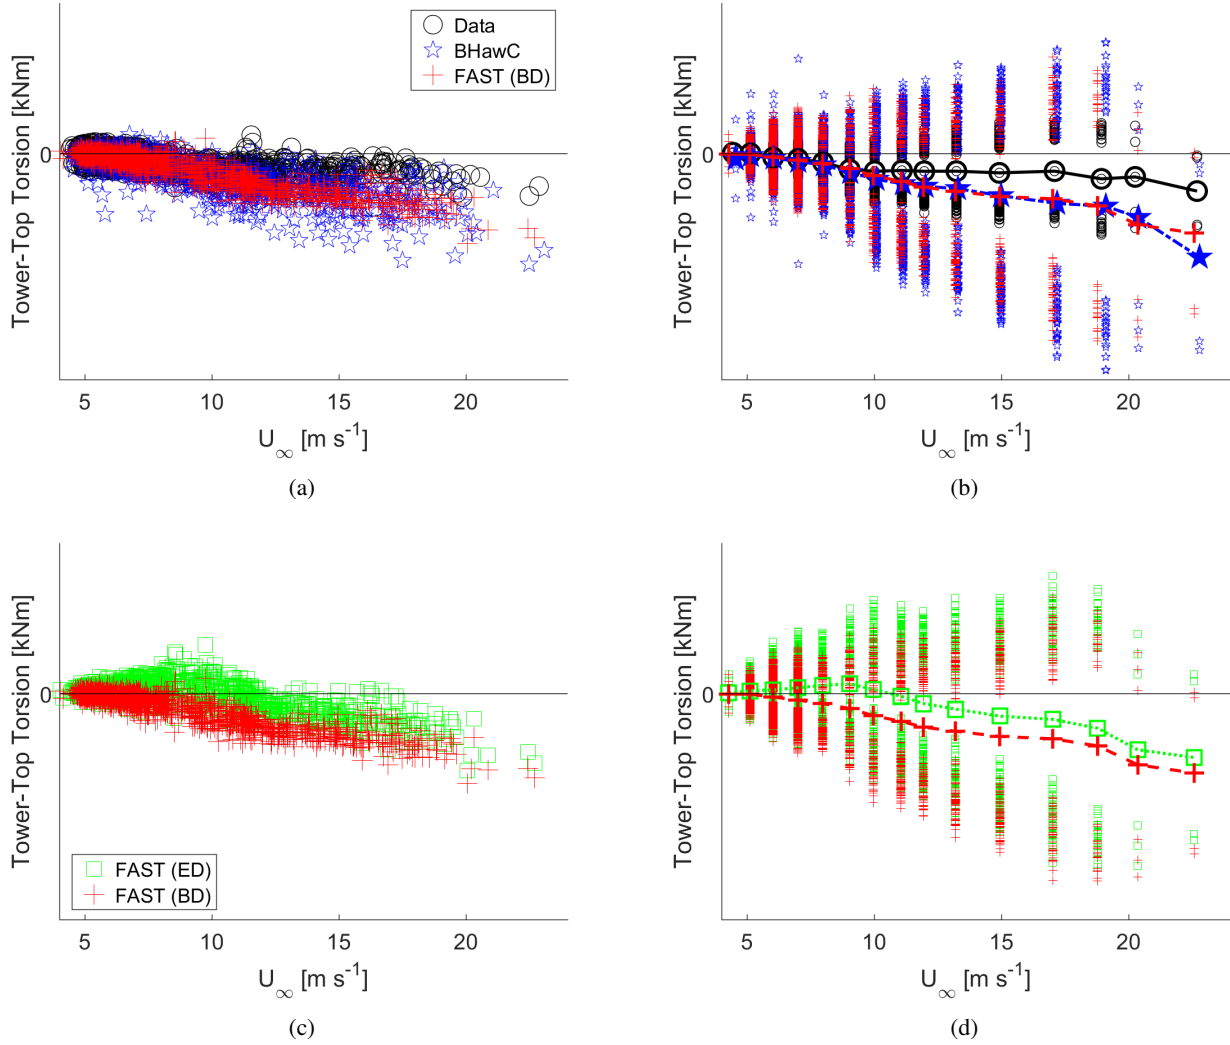 Tower-Top Torsion [kNm]
0
Data
BHawC
FAST (BD)
5 10 15 20
U∞ [m s-1]
(a)
Tower-Top Torsion [kNm]
0
5 10 15 20
U∞ [m s-1]
(b)
Tower-Top Torsion [kNm]
0
FAST (ED)
FAST (BD)
5 10 15 20
U∞ [m s-1]
(c)
Tower-Top Torsion [kNm]
0
5 10 15 20
U∞ [m s-1]
(d)